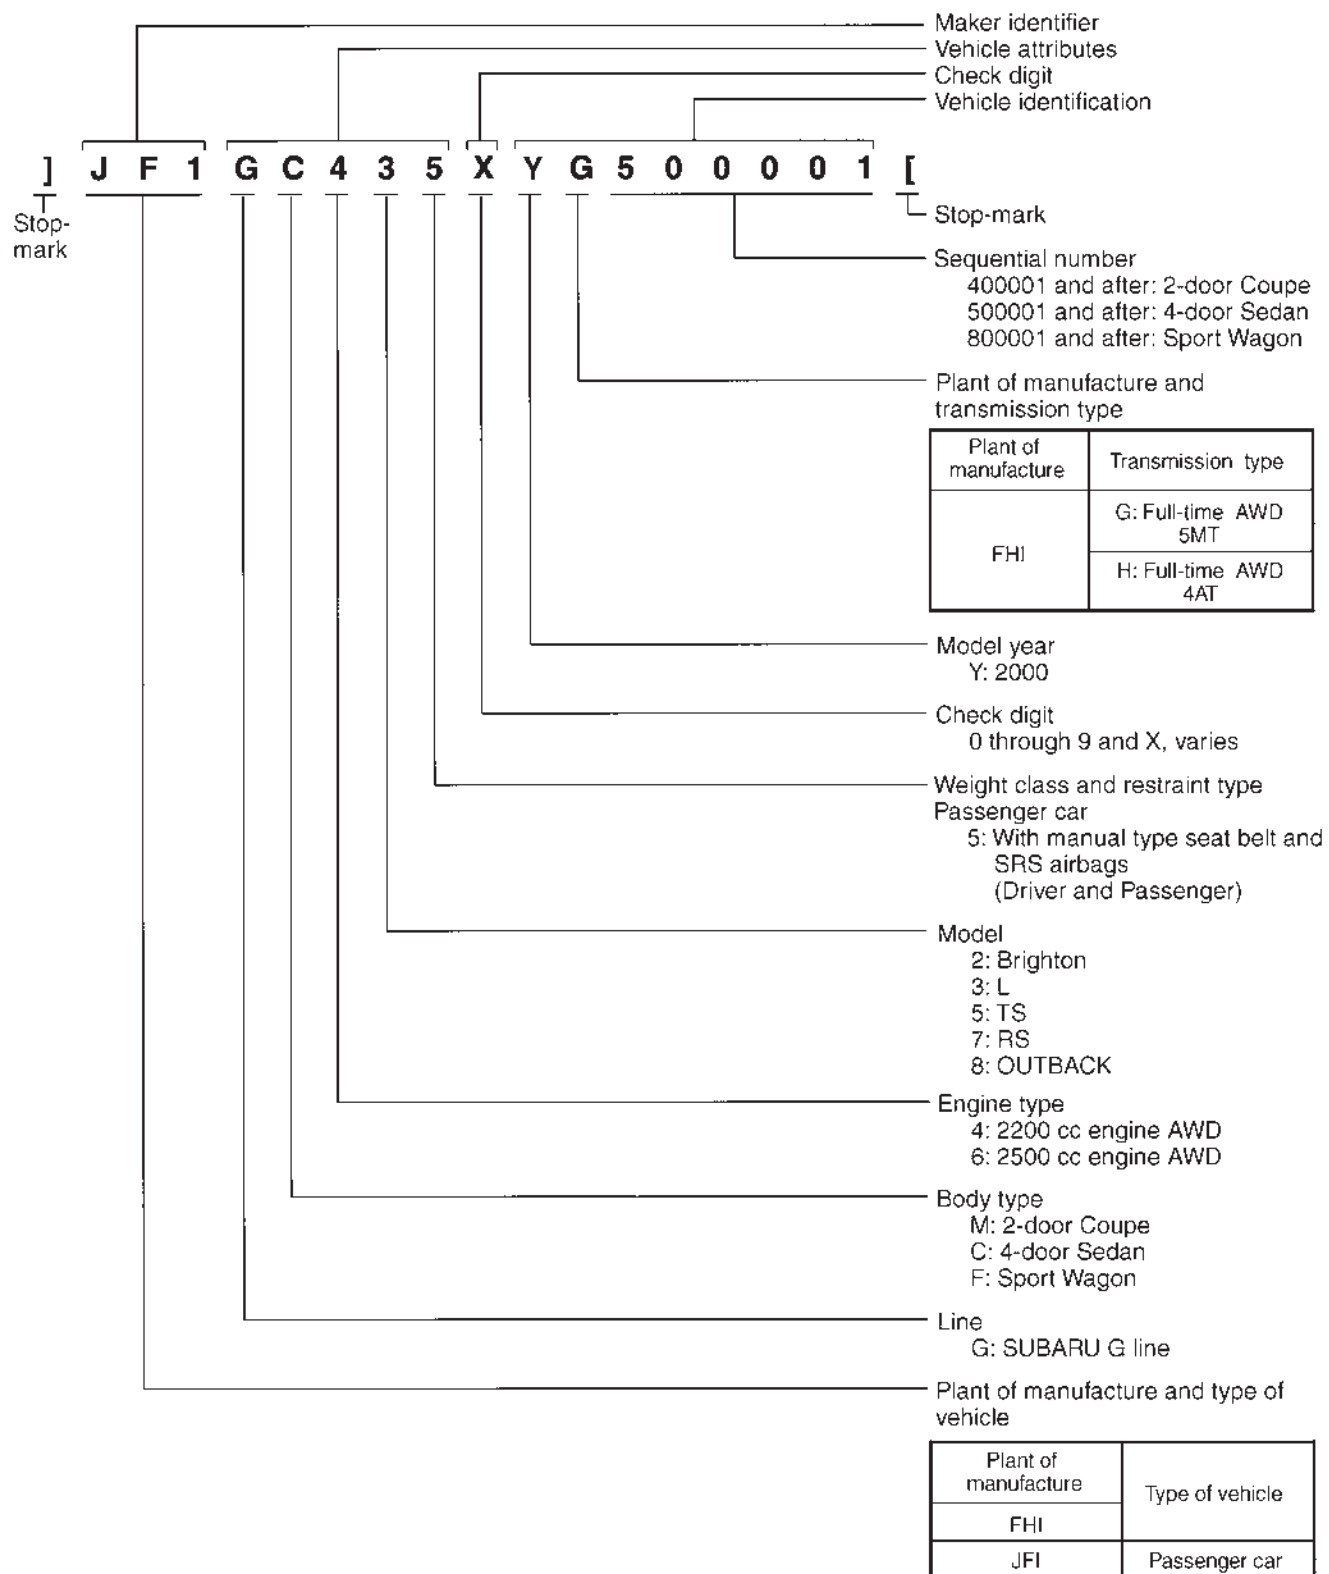 Maker identifier
Vehicle attributes
Check digit
Vehicle identification
] J F 1 G C 4 3 5 X Y G 5 0 0 0 0 1 [
Stop-
mark
Stop-mark
Sequential number
400001 and after: 2-door Coupe
500001 and after: 4-door Sedan
800001 and after: Sport Wagon
Plant of manufacture and
transmission type
Plant of
manufacture
Transmission type
FHI
G: Full-time AWD
5MT
H: Full-time AWD
4AT
Model year
Y: 2000
Check digit
0 through 9 and X, varies
Weight class and restraint type
Passenger car
5: With manual type seat belt and
SRS airbags
(Driver and Passenger)
Model
2: Brighton
3: L
5: TS
7: RS
8: OUTBACK
Engine type
4: 2200 cc engine AWD
6: 2500 cc engine AWD
Body type
M: 2-door Coupe
C: 4-door Sedan
F: Sport Wagon
Line
G: SUBARU G line
Plant of manufacture and type of
vehicle
Plant of
manufacture
Type of vehicle
FHI
JFI
Passenger car